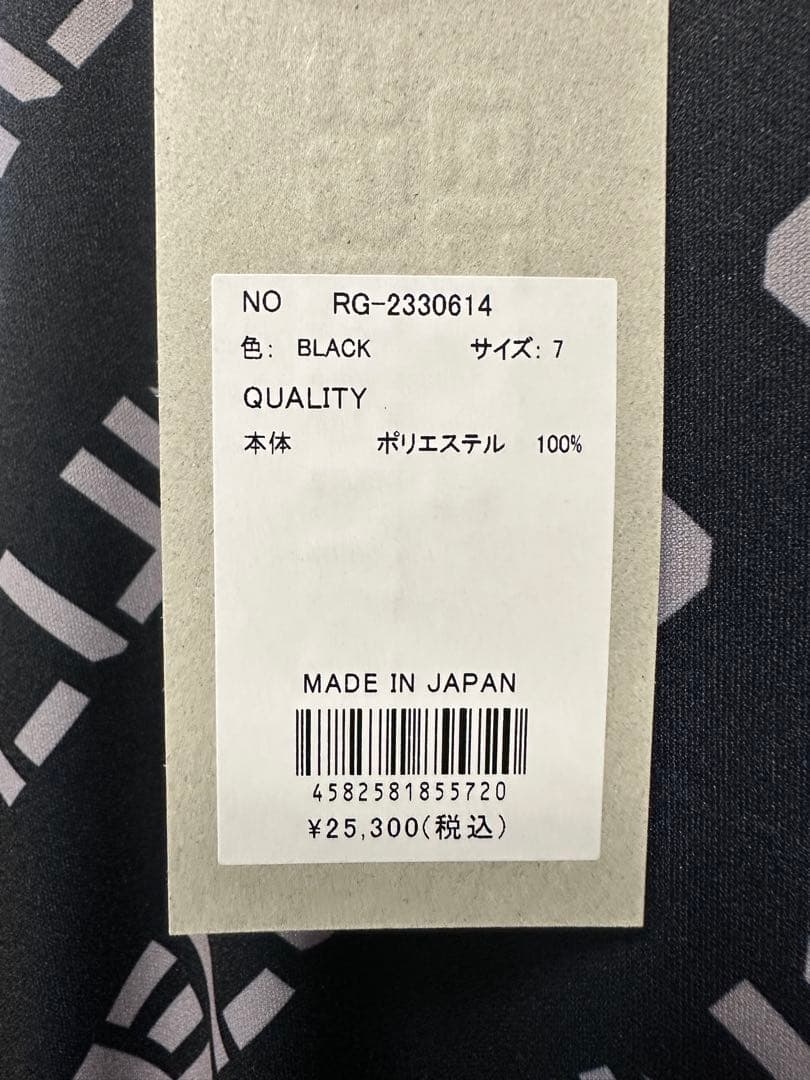 NO RG-2330614
色: BLACK サイズ: 7
QUALITY
本体 ポリエステル 100%
MADE IN JAPAN
4582581855720
¥25,300(税込)